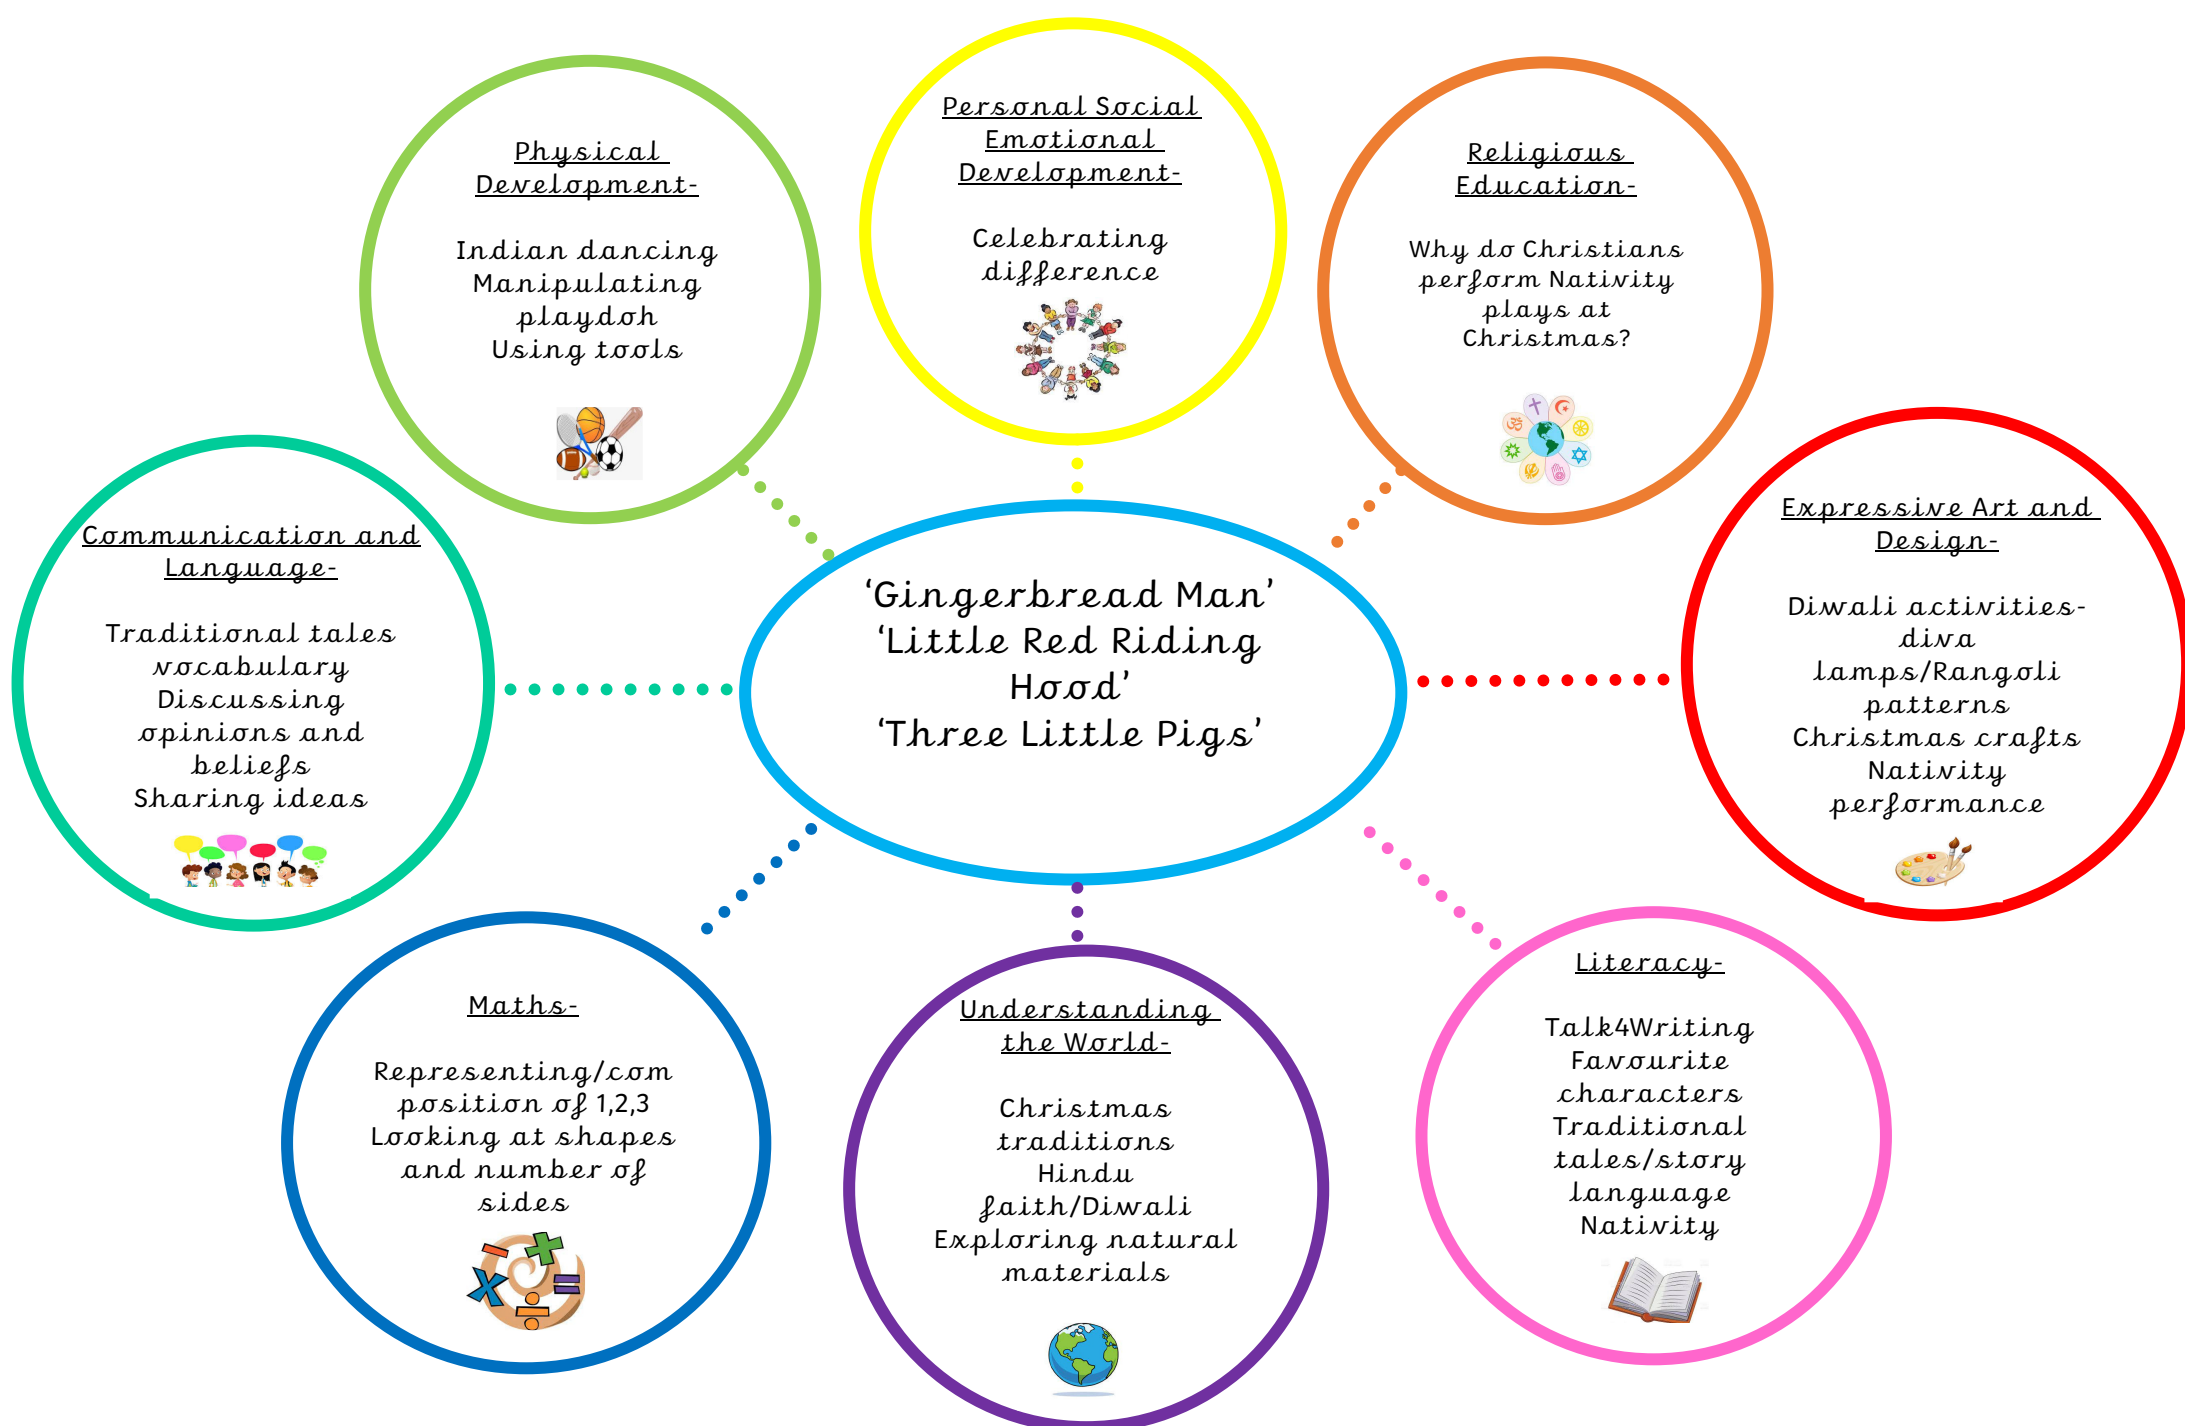 Personal Social
Emotional
Development-
Celebrating
difference
Physical
Development-
Indian dancing
Manipulating
playdoh
Using tools
Religious
Education-
Why do Christians
perform Nativity
plays at
Christmas?
Communication and
Language-
Traditional tales
vocabulary
Discussing
opinions and
beliefs
Sharing ideas
'Gingerbread Man'
'Little Red Riding
Hood'
'Three Little Pigs'
Expressive Art and
Design-
Diwali activities-
diva
lamps/Rangoli
patterns
Christmas crafts
Nativity
performance
Maths-
Representing/com
position of 1,2,3
Looking at shapes
and number of
sides
Understanding
the World-
Christmas
traditions
Hindu
faith/Diwali
Exploring natural
materials
Literacy-
Talk4Writing
Favourite
characters
Traditional
tales/story
language
Nativity